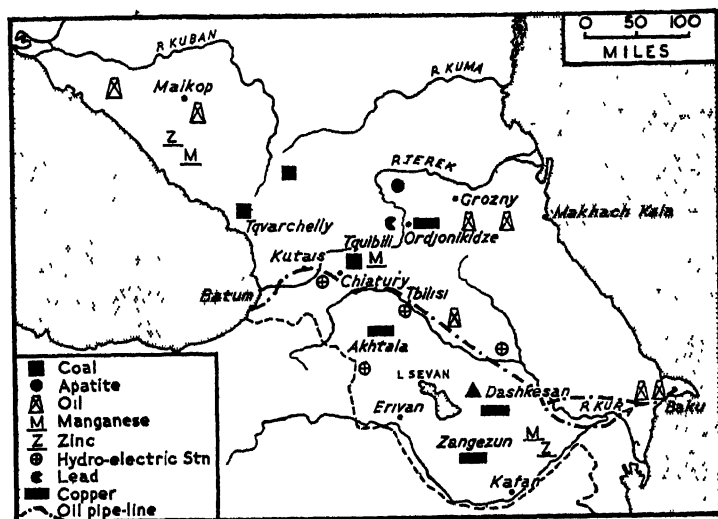 R. KUBAN
0 50 100
MILES
Maikop
R. KUMA
Z
M
R. TEREK
Grozny
Makhach Kala
Tqvarchelly
Ordjonikidze
Tquibili
M
Kutais
Chiatury
Batum
Tbilisi
Akhtala
L. SEVAN
Dashkesan
R. KUR
Baku
Erivan
Zangezun
M
Z
Kafan
Coal
Apatite
Oil
M Manganese
Z Zinc
Hydro-electric Stn
Lead
Copper
Oil pipe-line